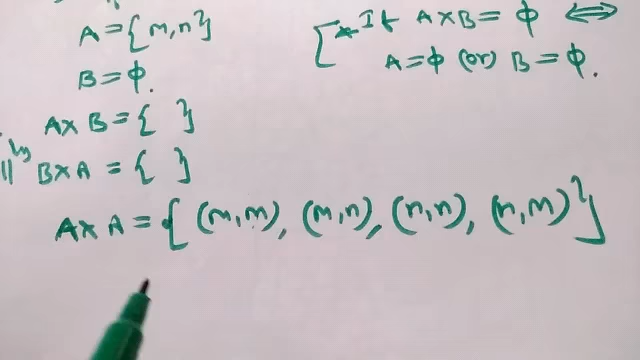 A = {m,n}
B = ϕ.
A × B = { }
||ly B × A = { }
A × A = { (m,m), (m,n), (n,n), (n,m) }
[ * If A × B = ϕ ⇔
A = ϕ (or) B = ϕ.